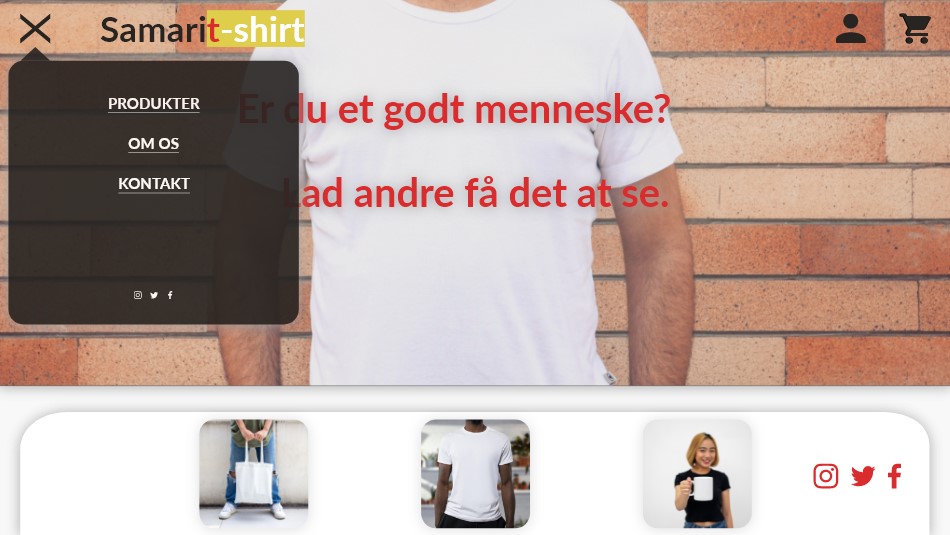 Samarit-shirt
PRODUKTER
OM OS
KONTAKT
Er du et godt menneske?
Lad andre få det at se.